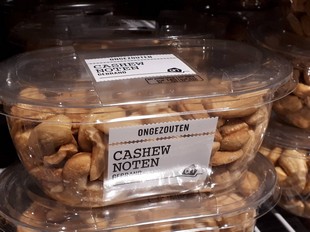 ONGEZOUTEN
CASHEW
NOTEN
GEBRAND
ONGEZOUTEN
CASHEW
NOTEN
GEBRAND